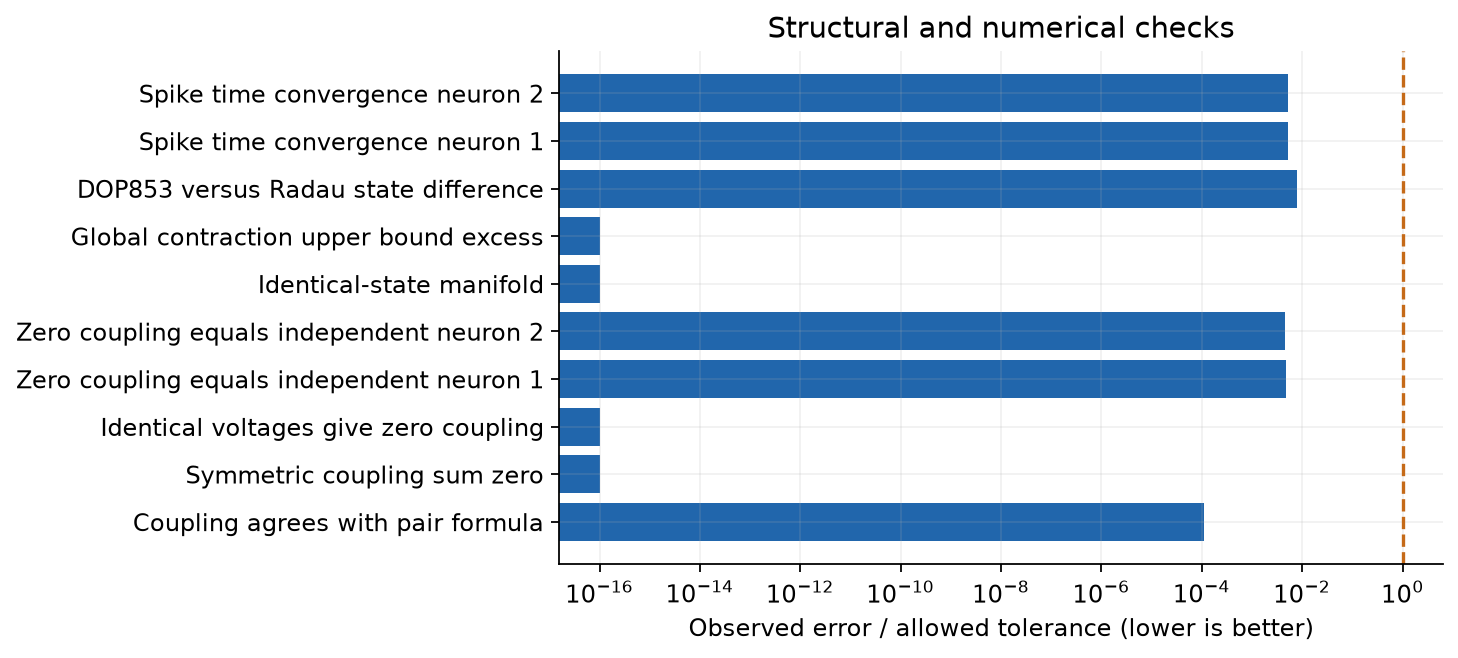 Structural and numerical checks
Spike time convergence neuron 2
Spike time convergence neuron 1
DOP853 versus Radau state difference
Global contraction upper bound excess
Identical-state manifold
Zero coupling equals independent neuron 2
Zero coupling equals independent neuron 1
Identical voltages give zero coupling
Symmetric coupling sum zero
Coupling agrees with pair formula
10⁻¹⁶ 10⁻¹⁴ 10⁻¹² 10⁻¹⁰ 10⁻⁸ 10⁻⁶ 10⁻⁴ 10⁻² 10⁰
Observed error / allowed tolerance (lower is better)